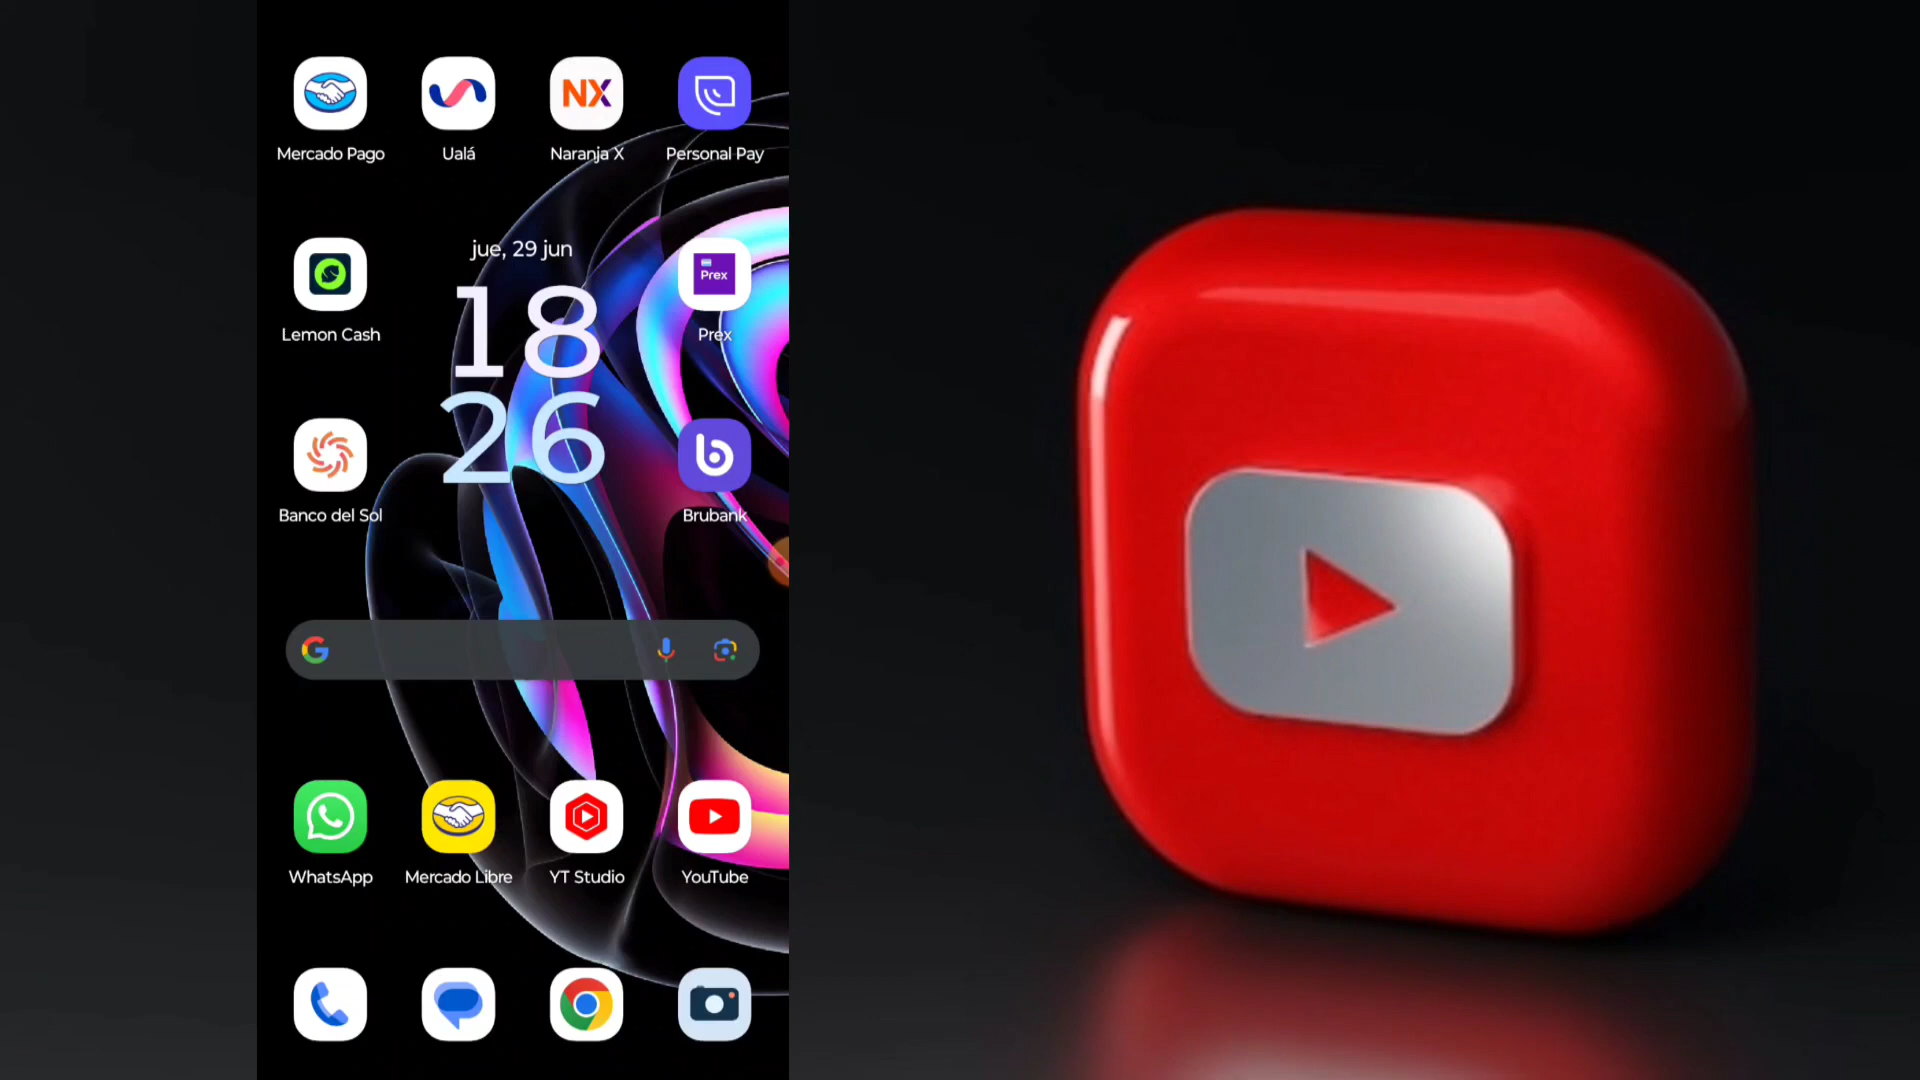 NX
Mercado Pago
Ualá
Naranja X
Personal Pay
jue, 29 jun
18
26
Prex
Lemon Cash
Prex
b
Banco del Sol
Brubank
G
WhatsApp
Mercado Libre
YT Studio
YouTube